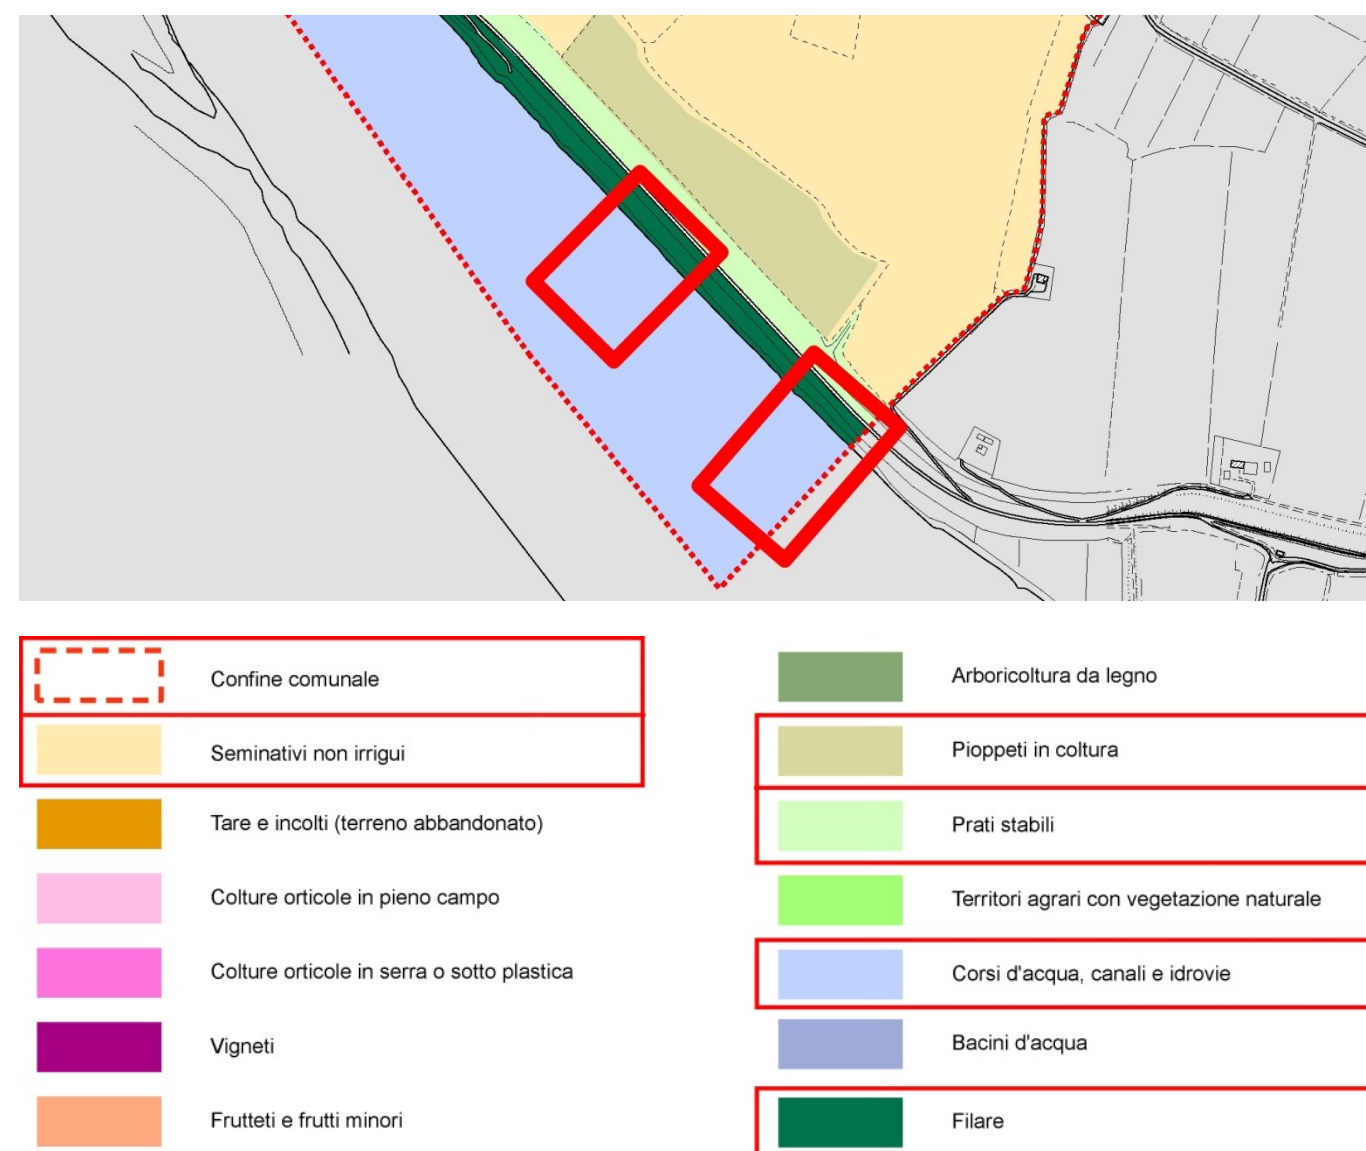 Confine comunale
Seminativi non irrigui
Tare e incolti (terreno abbandonato)
Colture orticole in pieno campo
Colture orticole in serra o sotto plastica
Vigneti
Frutteti e frutti minori
Arboricoltura da legno
Pioppeti in coltura
Prati stabili
Territori agrari con vegetazione naturale
Corsi d'acqua, canali e idrovie
Bacini d'acqua
Filare